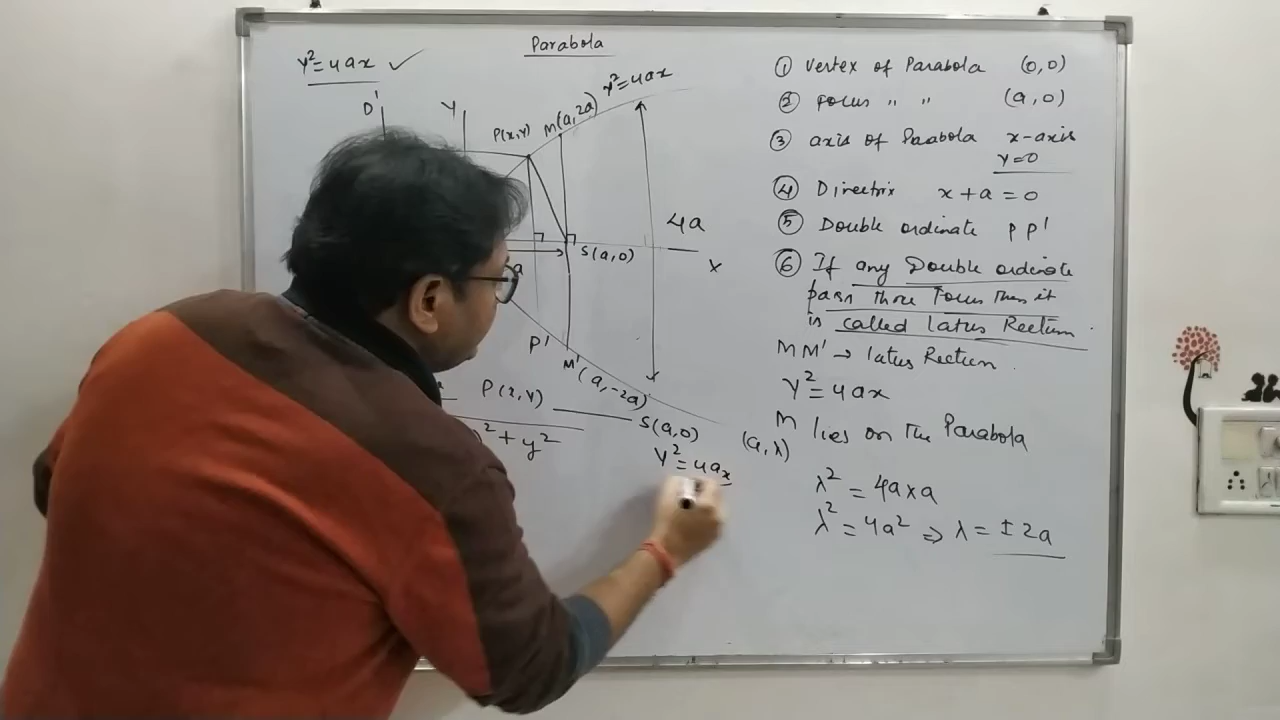 Parabola
y²=4ax ✓
D'
Y
P(x,y)
M(a,2a)
y²=4ax
4a
S(a,0)
x
a
P'
M'(a,-2a)
P(x,y)
S(a,0)
)²+y²
y²=4ax
① Vertex of Parabola (0,0)
② Focus " " (a,0)
③ axis of Parabola x-axis
y=0
④ Directrix x+a=0
⑤ Double ordinate PP'
⑥ If any Double ordinate
pass three Focus then it
is called Latus Rectum.
MM' → Latus Rectum.
y²=4ax
M lies on the Parabola
(a,λ)
λ² = 4a×a
λ² = 4a² ⇒ λ = ±2a